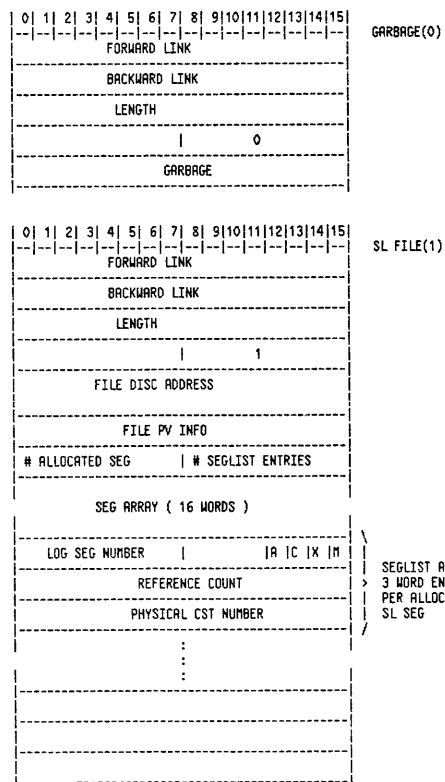 | 0| 1| 2| 3| 4| 5| 6| 7| 8| 9|10|11|12|13|14|15| GARBAGE(0)
FORWARD LINK
BACKWARD LINK
LENGTH
| 0
GARBAGE
| 0| 1| 2| 3| 4| 5| 6| 7| 8| 9|10|11|12|13|14|15| SL FILE(1)
FORWARD LINK
BACKWARD LINK
LENGTH
| 1
FILE DISC ADDRESS
FILE PV INFO
# ALLOCATED SEG | # SEGLIST ENTRIES
SEG ARRAY ( 16 WORDS )
LOG SEG NUMBER | |A |C |X |M SEGLIST A
REFERENCE COUNT > 3 WORD EN
PER ALLOC
PHYSICAL CST NUMBER SL SEG